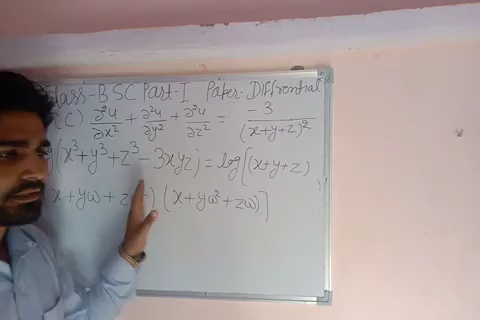 Class-BSC Part-I Paper-Diffrential
(C) ∂²u/∂x² + ∂²u/∂y² + ∂²u/∂z² = -3/(x+y+z)²
(x³+y³+z³-3xyz) = log[(x+y+z)
x+yω+z ) (x+yω²+zω)]